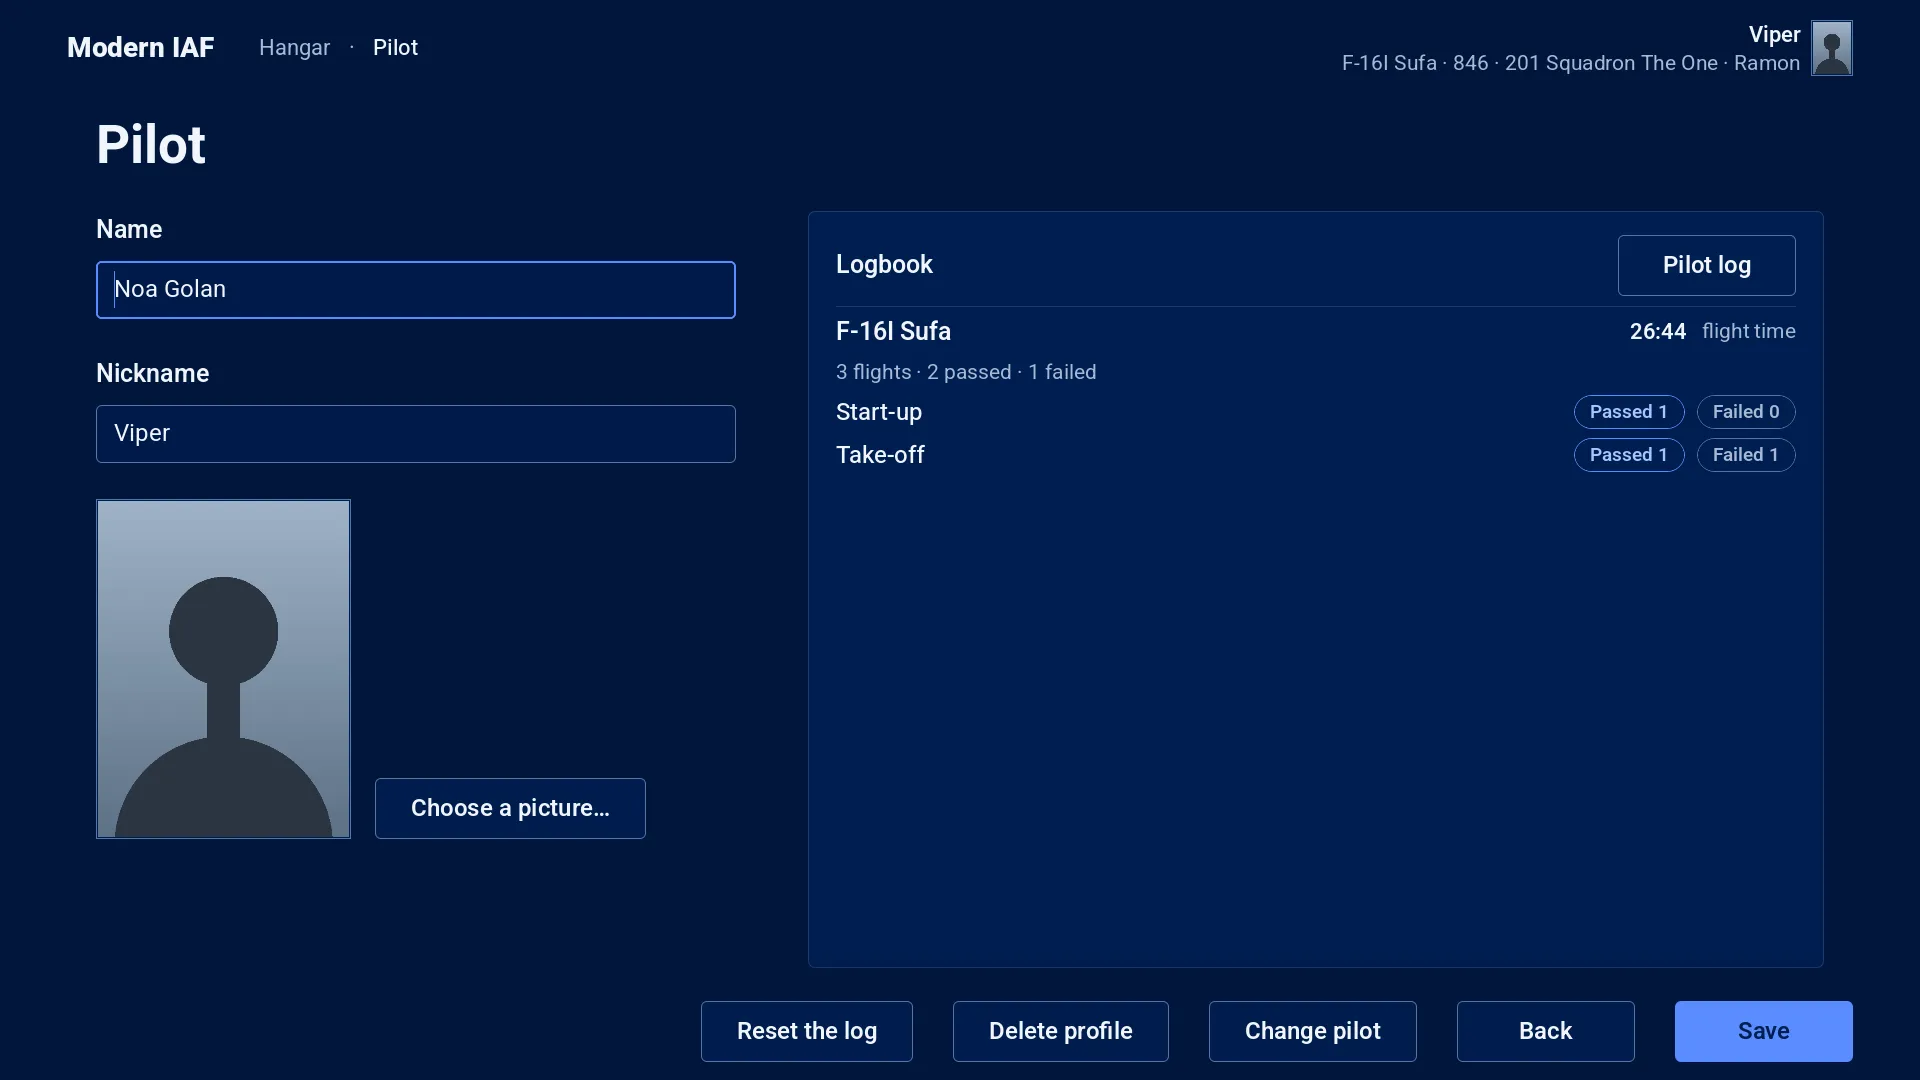 Modern IAF
Hangar · Pilot
Viper
F-16I Sufa · 846 · 201 Squadron The One · Ramon
Pilot
Name
Noa Golan
Nickname
Viper
Choose a picture…
Logbook
Pilot log
F-16I Sufa
26:44 flight time
3 flights · 2 passed · 1 failed
Start-up
Passed 1
Failed 0
Take-off
Passed 1
Failed 1
Reset the log
Delete profile
Change pilot
Back
Save